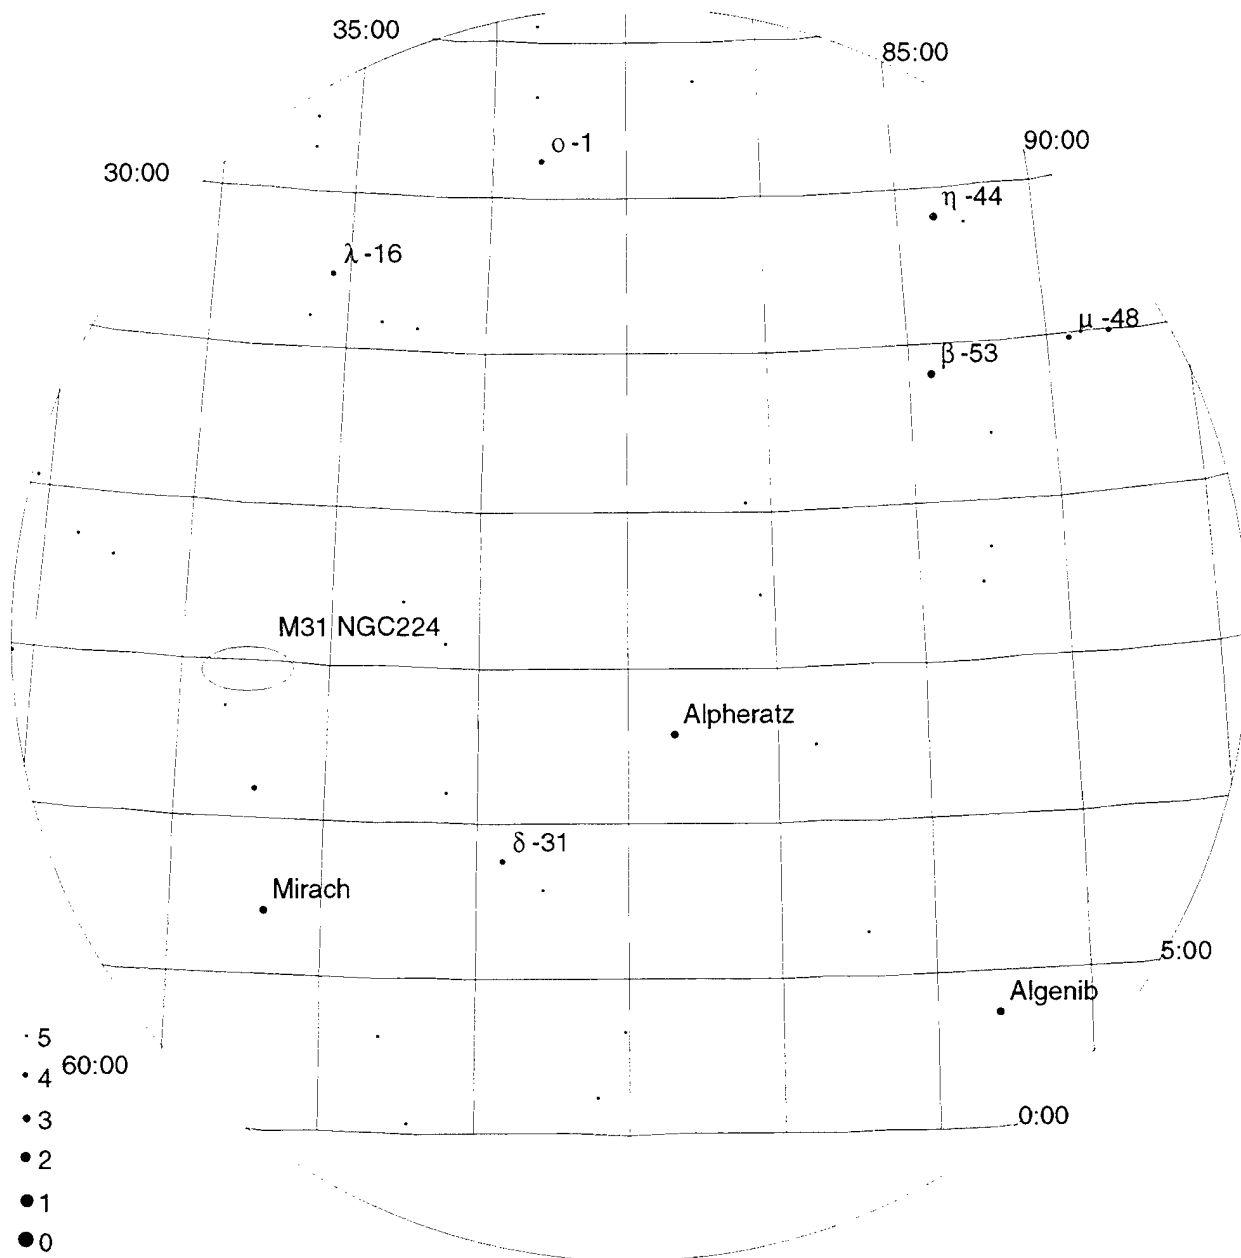 35:00
85:00
ο -1
90:00
30:00
η -44
λ -16
μ -48
β -53
M31 NGC224
Alpheratz
δ -31
Mirach
5:00
Algenib
5
60:00
4
3
0:00
2
1
0